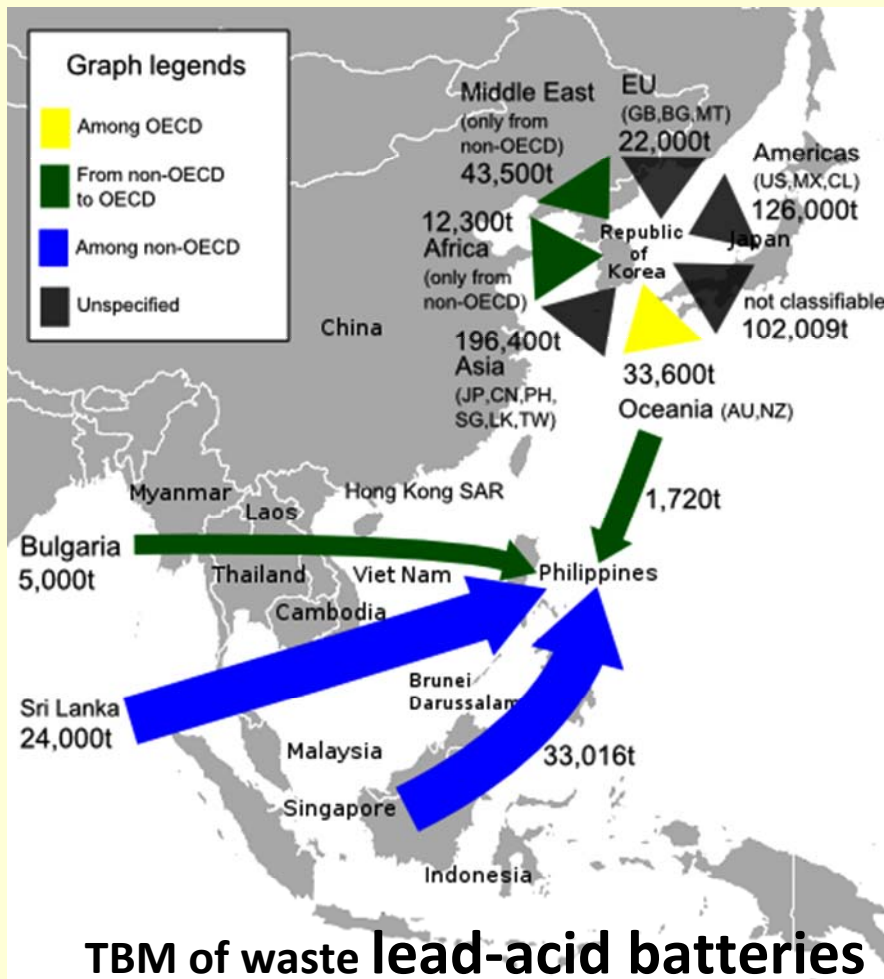 Graph legends
Among OECD
From non-OECD
to OECD
Among non-OECD
Unspecified
Middle East
(only from
non-OECD)
43,500t
EU
(GB,BG,MT)
22,000t
Americas
(US,MX,CL)
126,000t
Japan
12,300t
Africa
(only from
non-OECD)
Republic
of
Korea
not classifiable
102,009t
China
196,400t
Asia
(JP,CN,PH,
SG,LK,TW)
33,600t
Oceania (AU,NZ)
Myanmar
Laos
Hong Kong SAR
1,720t
Bulgaria
5,000t
Thailand
Viet Nam
Philippines
Cambodia
Brunei
Darussalam
Sri Lanka
24,000t
Malaysia
33,016t
Singapore
Indonesia
TBM of waste lead-acid batteries